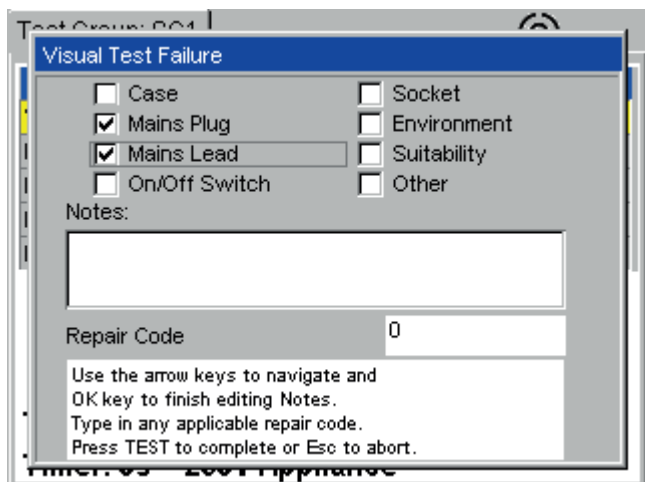 Visual Test Failure
Case
Socket
Mains Plug
Environment
Mains Lead
Suitability
On/Off Switch
Other
Notes:
Repair Code
0
Use the arrow keys to navigate and
OK key to finish editing Notes.
Type in any applicable repair code.
Press TEST to complete or Esc to abort.